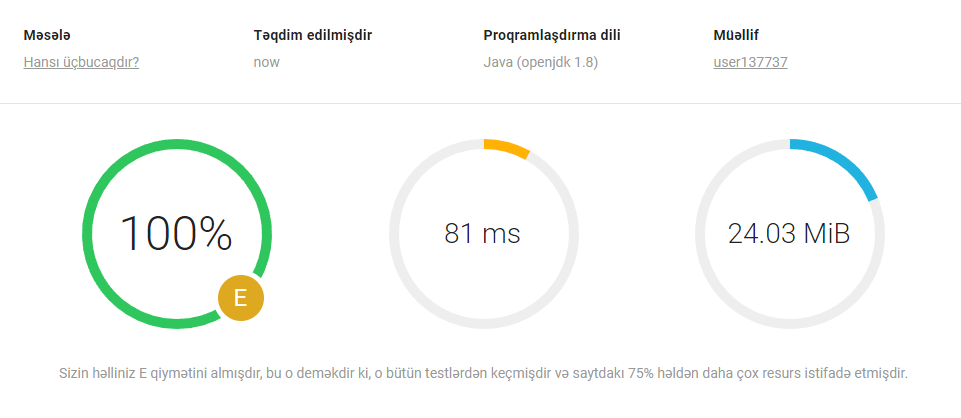 Məsələ Təqdim edilmişdir Proqramlaşdırma dili Müəllif
Hansı üçbucaqdır? now Java (openjdk 1.8) user137737
100% 81 ms 24.03 MiB
E
Sizin həlliniz E qiymətini almışdır, bu o deməkdir ki, o bütün testlərdən keçmişdir və saytdakı 75% həldən daha çox resurs istifadə etmişdir.